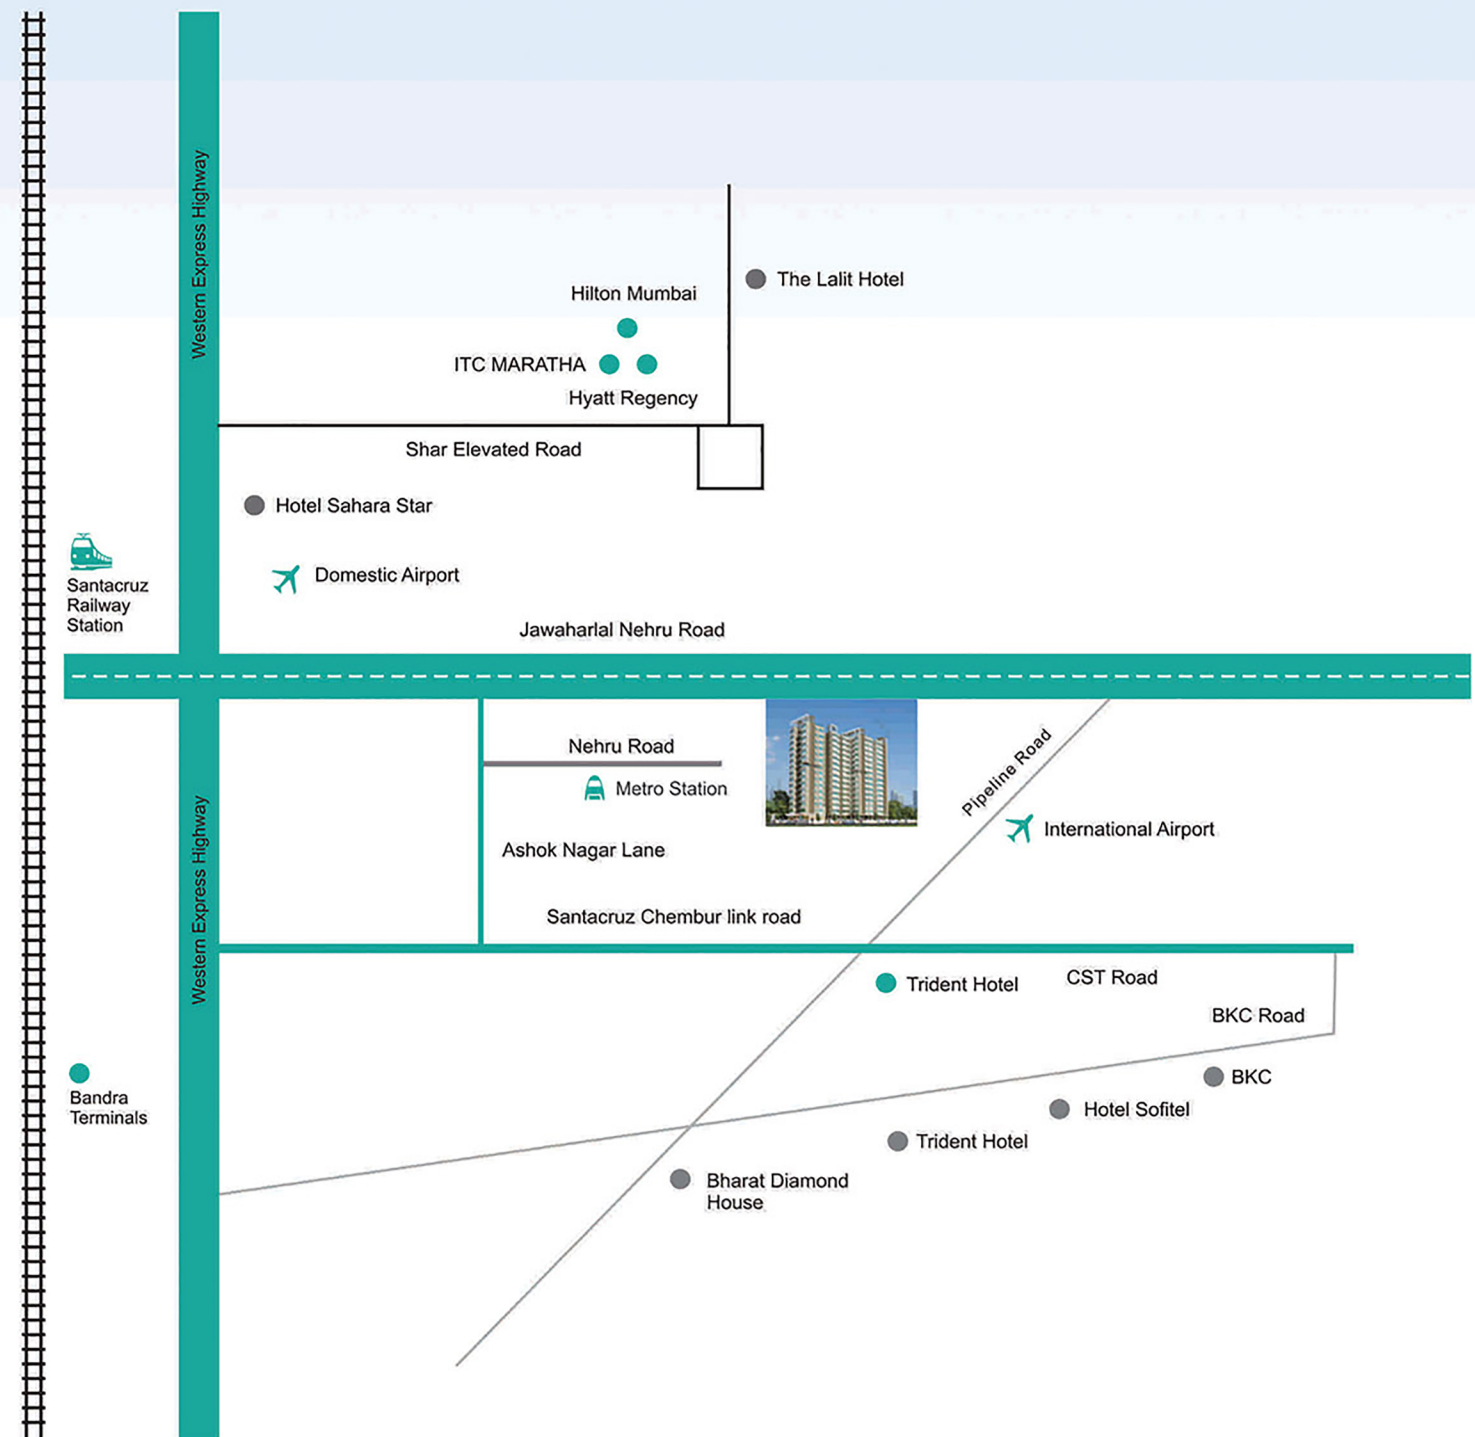 Western Express Highway
The Lalit Hotel
Hilton Mumbai
ITC MARATHA
Hyatt Regency
Shar Elevated Road
Hotel Sahara Star
Santacruz
Railway
Station
Domestic Airport
Jawaharlal Nehru Road
Nehru Road
Metro Station
Pipeline Road
International Airport
Ashok Nagar Lane
Western Express Highway
Santacruz Chembur link road
Trident Hotel
CST Road
BKC Road
Bandra
Terminals
BKC
Hotel Sofitel
Trident Hotel
Bharat Diamond
House